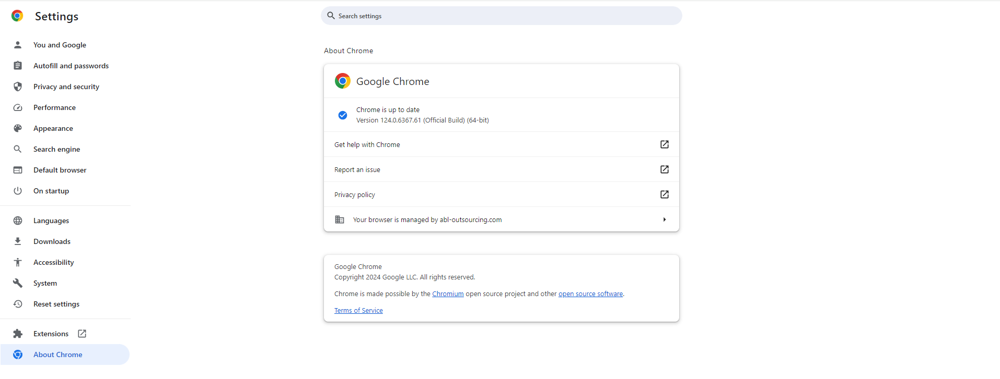 Settings
Search settings
You and Google
Autofill and passwords
Privacy and security
Performance
Appearance
Search engine
Default browser
On startup
Languages
Downloads
Accessibility
System
Reset settings
Extensions
About Chrome
About Chrome
Google Chrome
Chrome is up to date
Version 124.0.6367.61 (Official Build) (64-bit)
Get help with Chrome
Report an issue
Privacy policy
Your browser is managed by abl-outsourcing.com
Google Chrome
Copyright 2024 Google LLC. All rights reserved.
Chrome is made possible by the Chromium open source project and other open source software.
Terms of Service